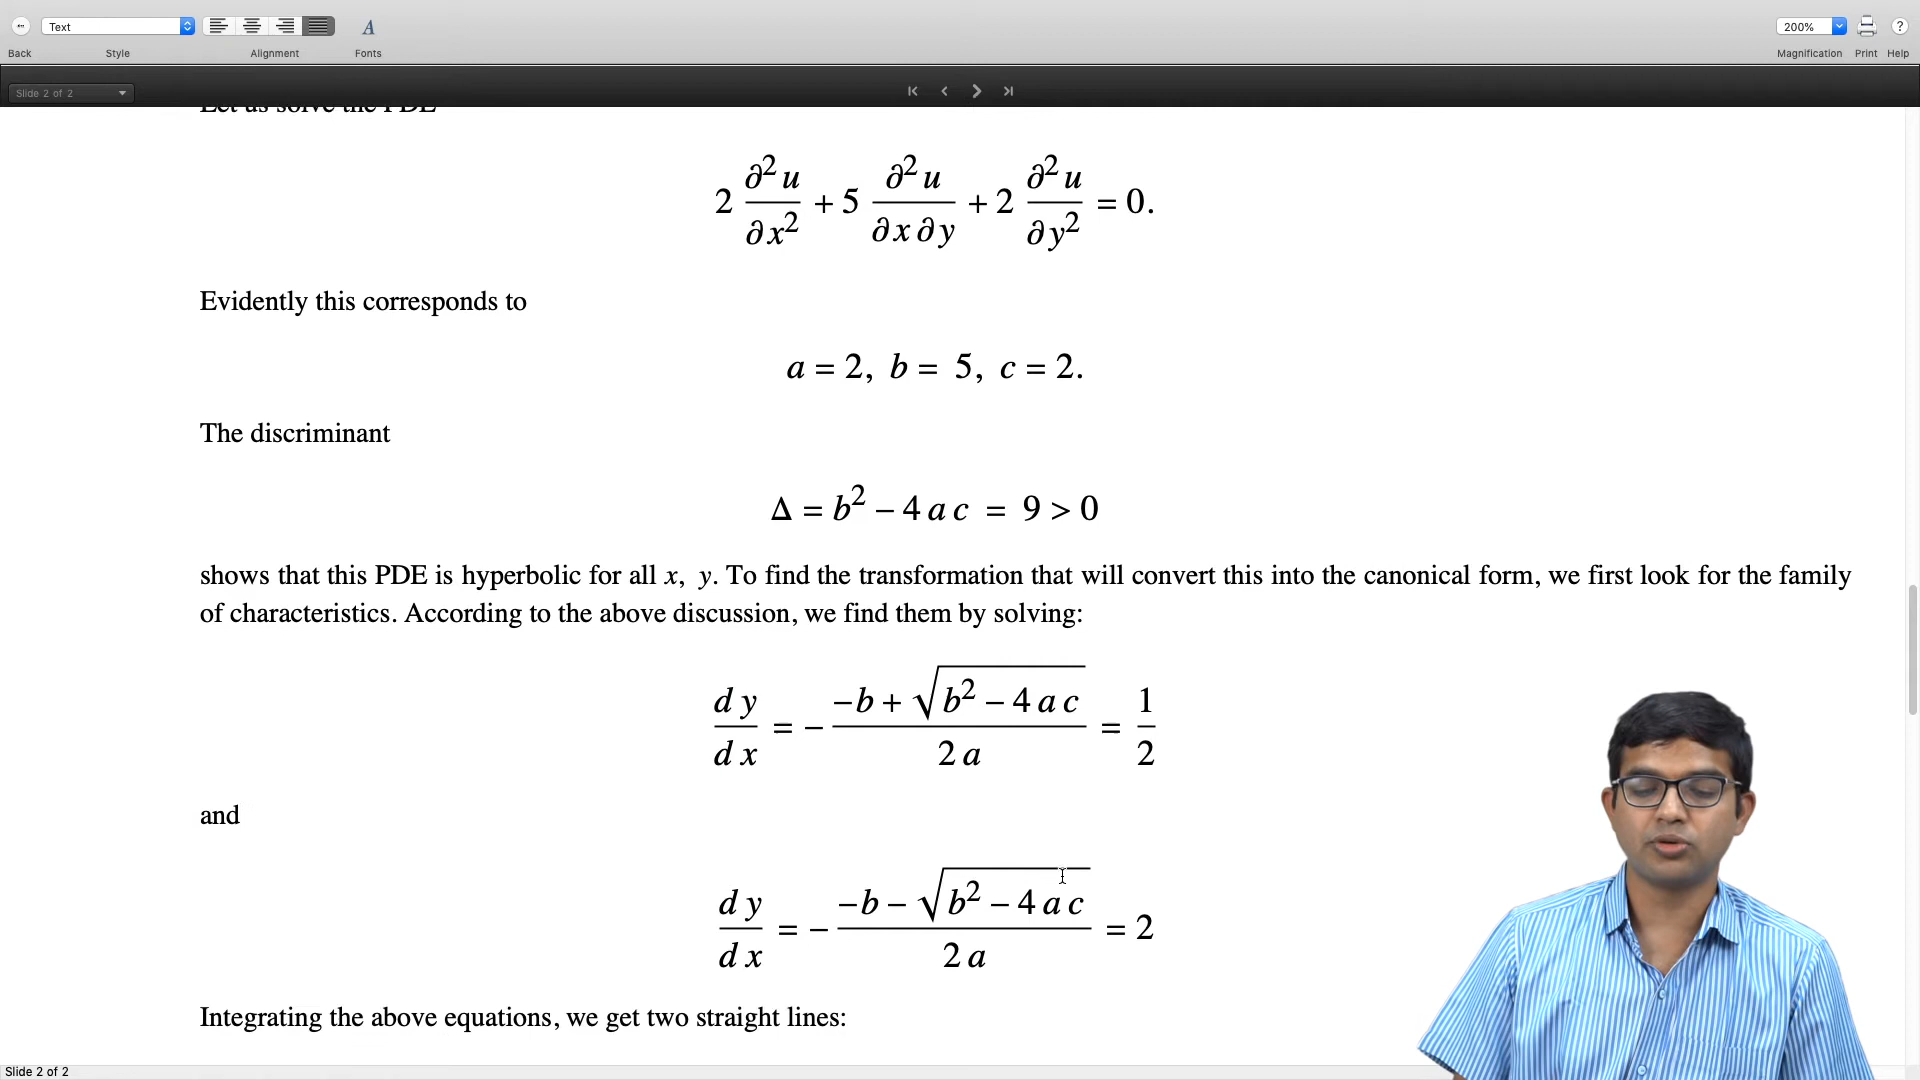 Text
200%
Back Style Alignment Fonts Magnification Print Help
Slide 2 of 2
Let us solve the PDE
2 ∂²u/∂x² + 5 ∂²u/∂x∂y + 2 ∂²u/∂y² = 0.
Evidently this corresponds to
a = 2, b = 5, c = 2.
The discriminant
Δ = b² − 4 a c = 9 > 0
shows that this PDE is hyperbolic for all x, y. To find the transformation that will convert this into the canonical form, we first look for the family
of characteristics. According to the above discussion, we find them by solving:
dy/dx = − (−b + √(b² − 4 a c))/(2 a) = 1/2
and
dy/dx = − (−b − √(b² − 4 a c))/(2 a) = 2
Integrating the above equations, we get two straight lines:
Slide 2 of 2